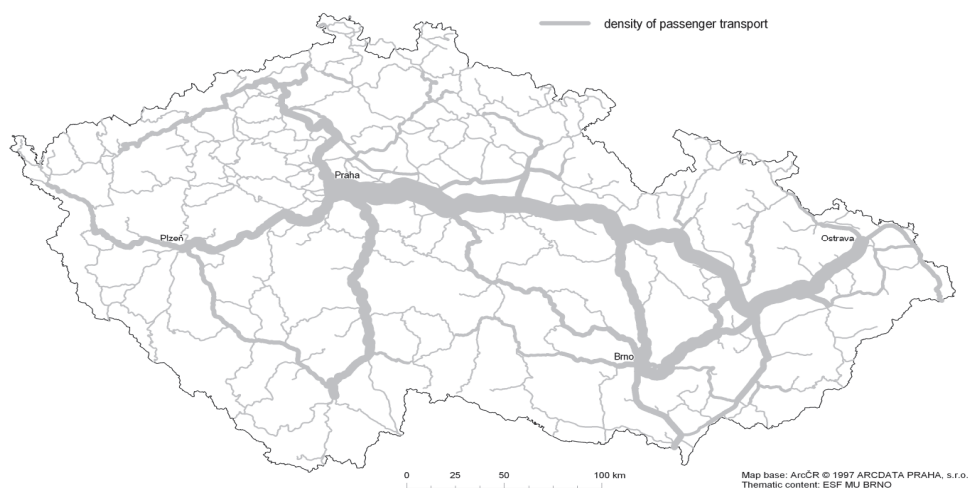 density of passenger transport
Praha
Plzeň
Ostrava
Brno
0 25 50 100 km
Map base: ArcČR © 1997 ARCDATA PRAHA, s.r.o.
Thematic content: ESF MU BRNO